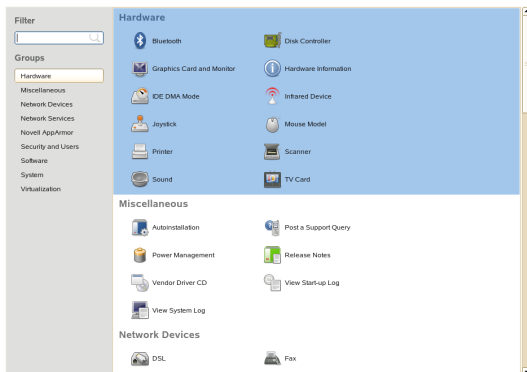 Filter
Groups
Hardware
Miscellaneous
Network Devices
Network Services
Novell AppArmor
Security and Users
Software
System
Virtualization
Hardware
Bluetooth Disk Controller
Graphics Card and Monitor Hardware Information
IDE DMA Mode Infrared Device
Joystick Mouse Model
Printer Scanner
Sound TV Card
Miscellaneous
Autoinstallation Post a Support Query
Power Management Release Notes
Vendor Driver CD View Start-up Log
View System Log
Network Devices
DSL Fax